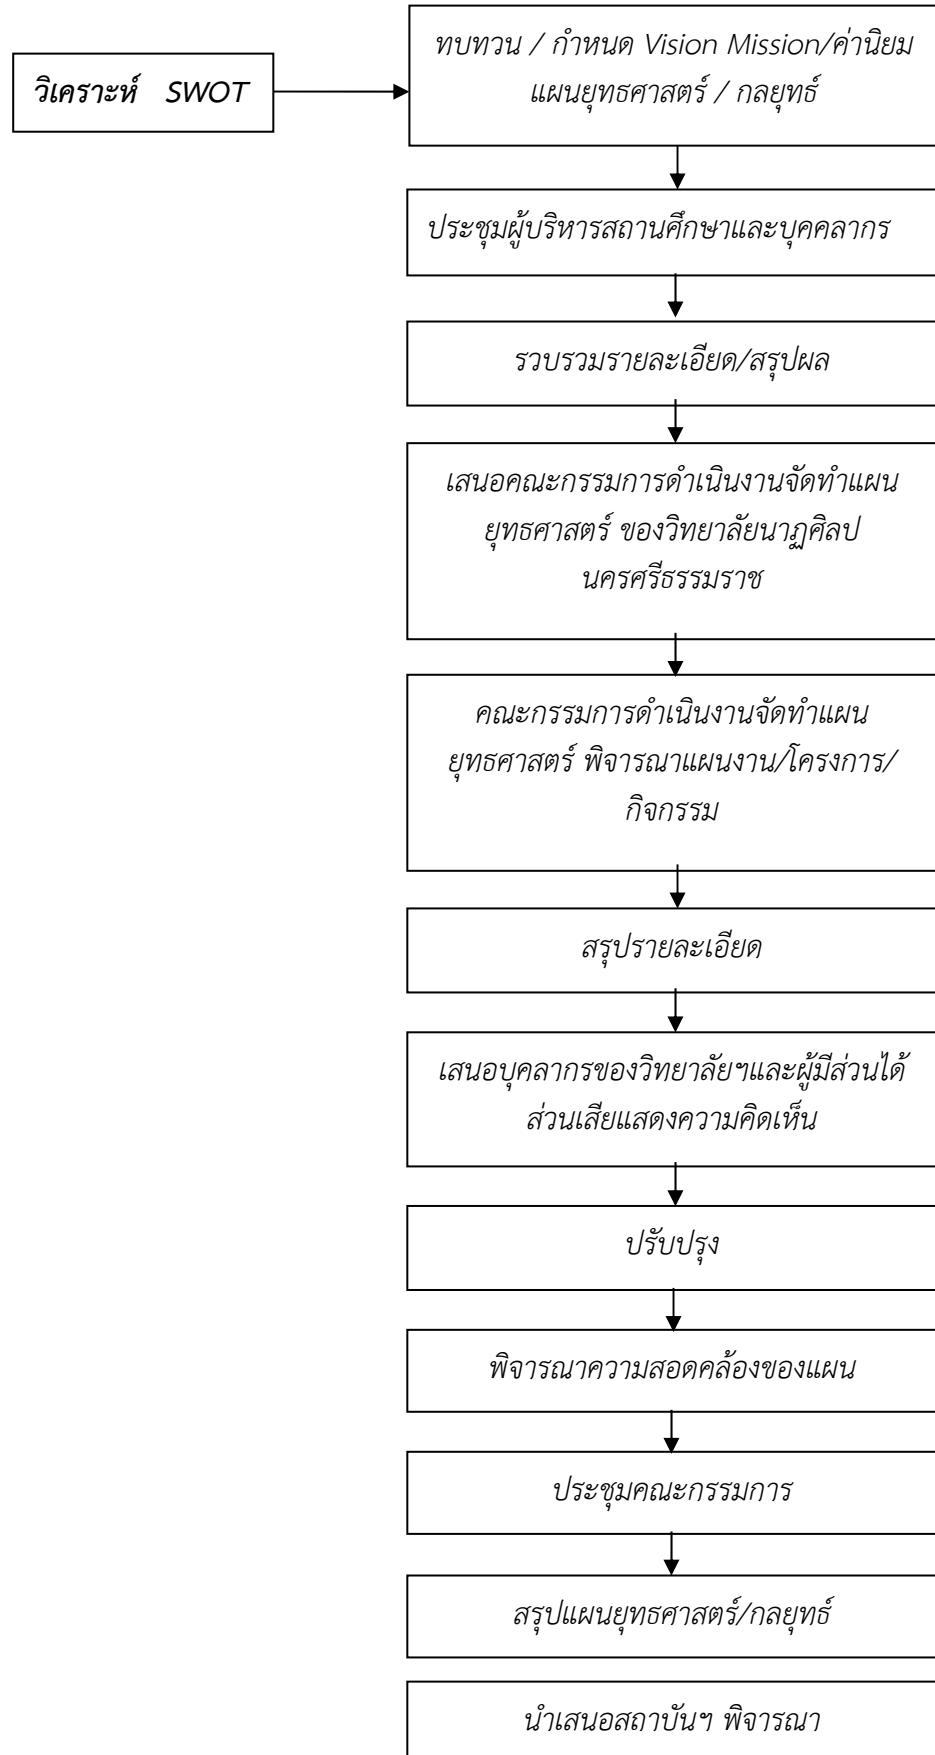 วิเคราะห์ SWOT
ทบทวน / กำหนด Vision Mission/ค่านิยม
แผนยุทธศาสตร์ / กลยุทธ์
ประชุมผู้บริหารสถานศึกษาและบุคคลากร
รวบรวมรายละเอียด/สรุปผล
เสนอคณะกรรมการดำเนินงานจัดทำแผน
ยุทธศาสตร์ ของวิทยาลัยนาฏศิลป
นครศรีธรรมราช
คณะกรรมการดำเนินงานจัดทำแผน
ยุทธศาสตร์ พิจารณาแผนงาน/โครงการ/
กิจกรรม
สรุปรายละเอียด
เสนอบุคลากรของวิทยาลัยฯและผู้มีส่วนได้
ส่วนเสียแสดงความคิดเห็น
ปรับปรุง
พิจารณาความสอดคล้องของแผน
ประชุมคณะกรรมการ
สรุปแผนยุทธศาสตร์/กลยุทธ์
นำเสนอสถาบันฯ พิจารณา